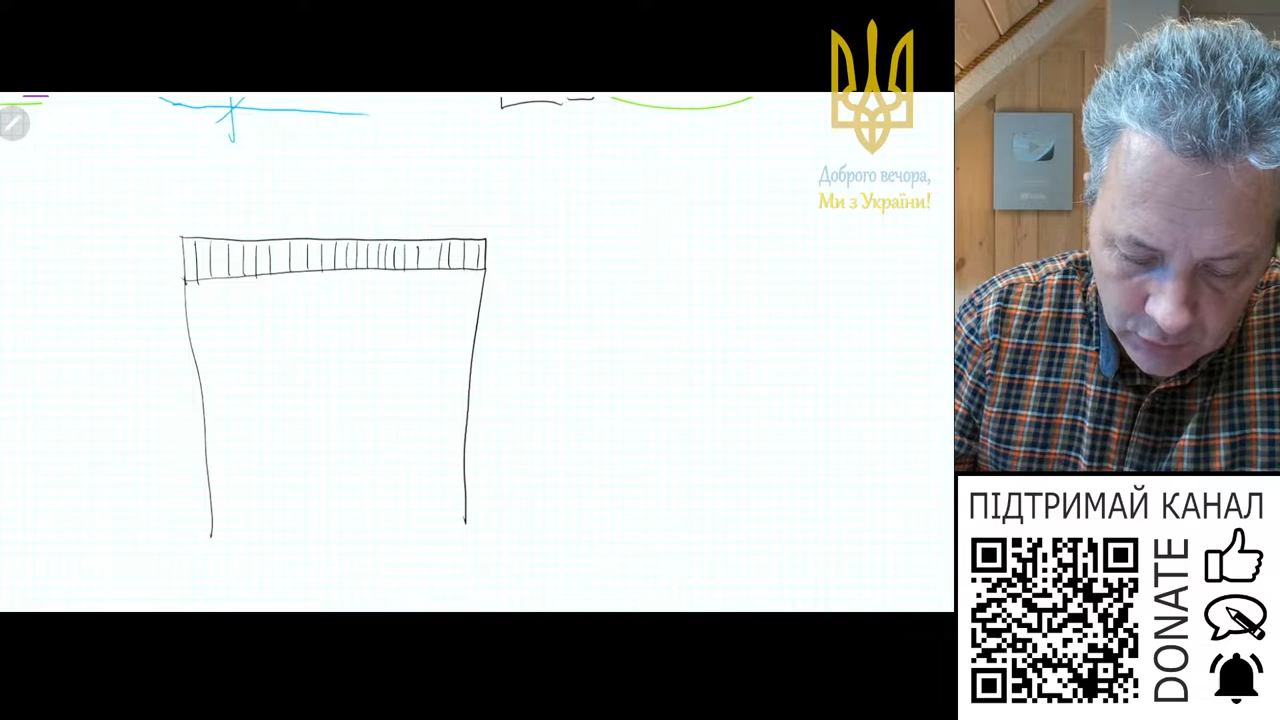 Доброго вечора,
Ми з України!
ПІДТРИМАЙ КАНАЛ
DONATE